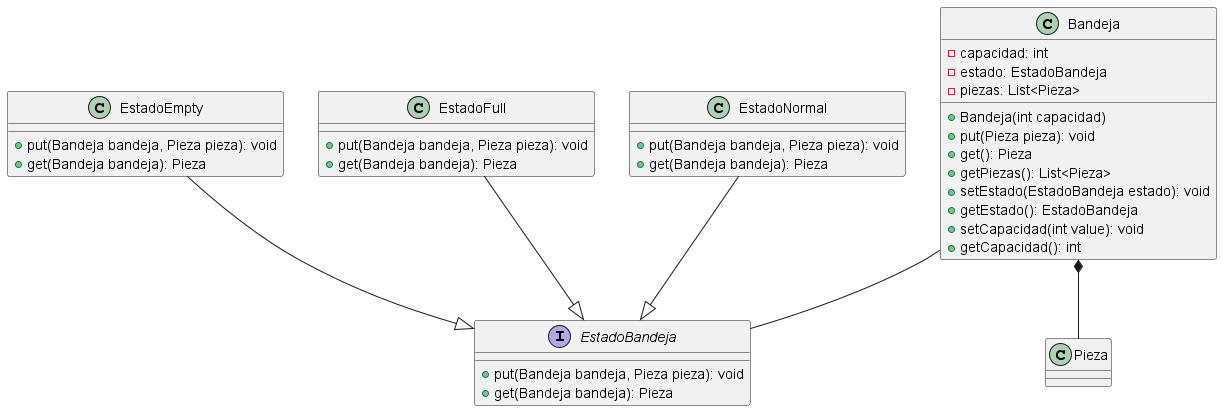 C Bandeja
capacidad: int
estado: EstadoBandeja
piezas: List<Pieza>
Bandeja(int capacidad)
put(Pieza pieza): void
get(): Pieza
getPiezas(): List<Pieza>
setEstado(EstadoBandeja estado): void
getEstado(): EstadoBandeja
setCapacidad(int value): void
getCapacidad(): int
C EstadoEmpty
put(Bandeja bandeja, Pieza pieza): void
get(Bandeja bandeja): Pieza
C EstadoFull
put(Bandeja bandeja, Pieza pieza): void
get(Bandeja bandeja): Pieza
C EstadoNormal
put(Bandeja bandeja, Pieza pieza): void
get(Bandeja bandeja): Pieza
I EstadoBandeja
put(Bandeja bandeja, Pieza pieza): void
get(Bandeja bandeja): Pieza
C Pieza